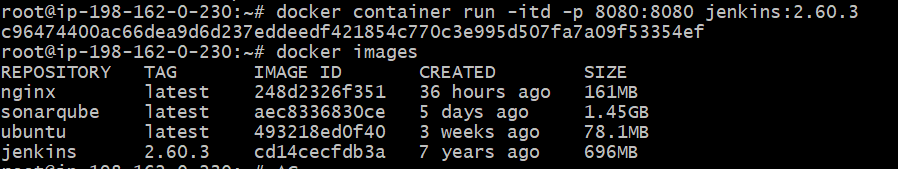 root@ip-198-162-0-230:~# docker container run -itd -p 8080:8080 jenkins:2.60.3
c96474400ac66dea9d6d237eddeedf421854c770c3e995d507fa7a09f53354ef
root@ip-198-162-0-230:~# docker images
REPOSITORY TAG IMAGE ID CREATED SIZE
nginx latest 248d2326f351 36 hours ago 161MB
sonarqube latest aec8336830ce 5 days ago 1.45GB
ubuntu latest 493218ed0f40 3 weeks ago 78.1MB
jenkins 2.60.3 cd14cecfdb3a 7 years ago 696MB